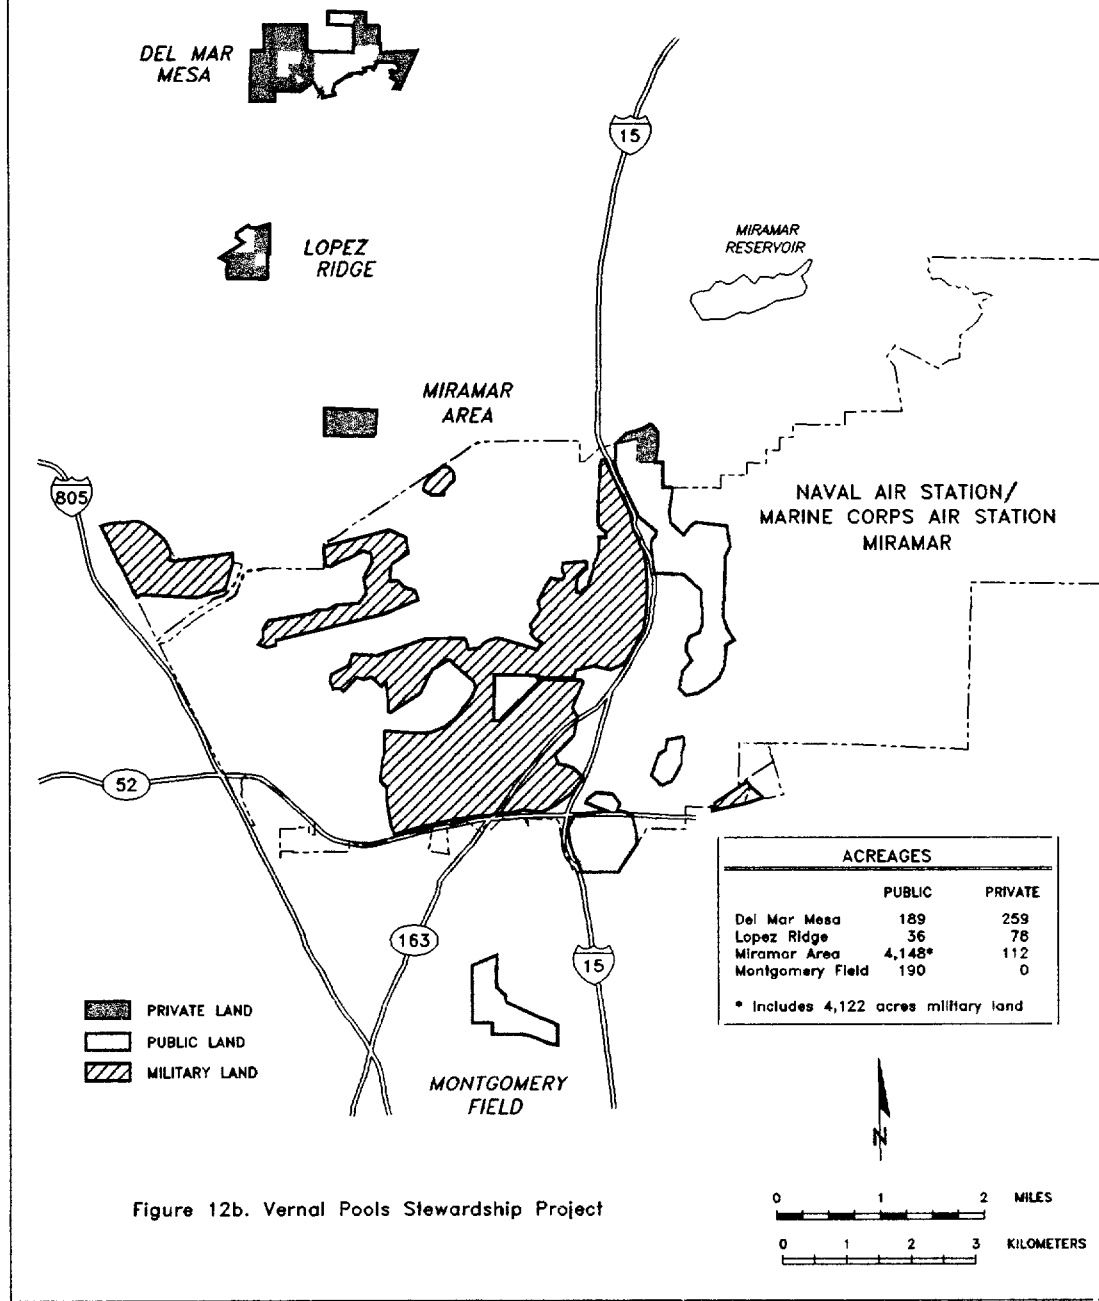 DEL MAR
MESA
15
LOPEZ
RIDGE
MIRAMAR
RESERVOIR
MIRAMAR
AREA
805
NAVAL AIR STATION/
MARINE CORPS AIR STATION
MIRAMAR
52
ACREAGES
PUBLIC PRIVATE
Del Mar Mesa 189 259
Lopez Ridge 36 78
Miramar Area 4,148* 112
Montgomery Field 190 0
* Includes 4,122 acres military land
163
15
PRIVATE LAND
PUBLIC LAND
MILITARY LAND
MONTGOMERY
FIELD
N
Figure 12b. Vernal Pools Stewardship Project
0 1 2 MILES
0 1 2 3 KILOMETERS